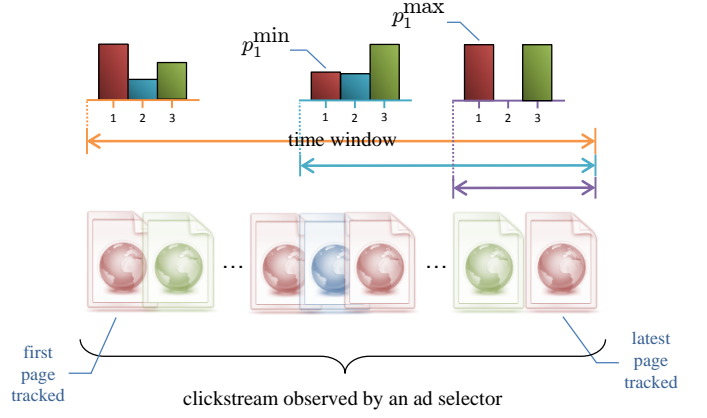 p₁ᵐᵃˣ
p₁ᵐⁱⁿ
1 2 3
1 2 3
1 2 3
time window
... ...
first
page
tracked
latest
page
tracked
clickstream observed by an ad selector